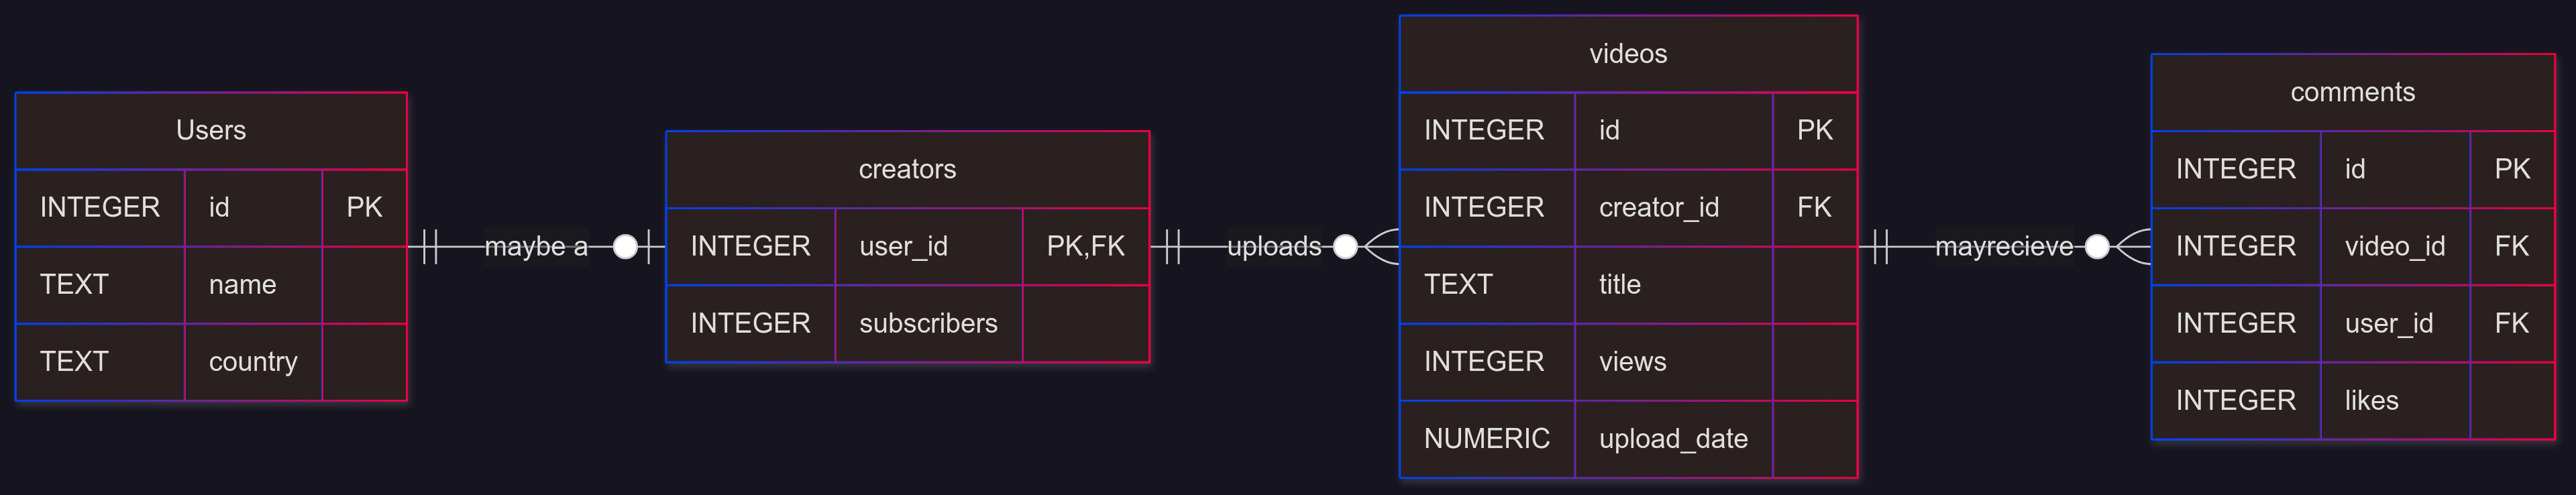 Users
INTEGER id PK
TEXT name
TEXT country
maybe a
creators
INTEGER user_id PK,FK
INTEGER subscribers
uploads
videos
INTEGER id PK
INTEGER creator_id FK
TEXT title
INTEGER views
NUMERIC upload_date
mayrecieve
comments
INTEGER id PK
INTEGER video_id FK
INTEGER user_id FK
INTEGER likes